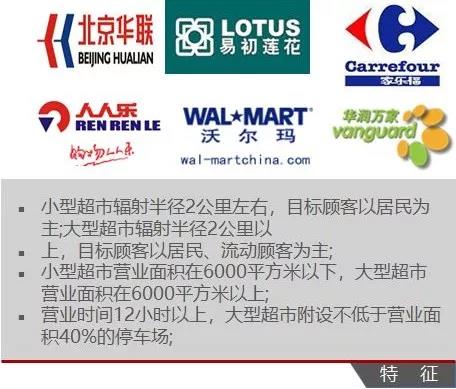 北京华联
BEIJING HUALIAN
LOTUS
易初莲花
Carrefour
家乐福
人人乐
REN REN LE
购物人人乐
WAL★MART
沃尔玛
wal-martchina.com
华润万家
vanguard
▪ 小型超市辐射半径2公里左右，目标顾客以居民为
主;大型超市辐射半径2公里以
▪ 上，目标顾客以居民、流动顾客为主;
▪ 小型超市营业面积在6000平方米以下，大型超市
营业面积在6000平方米以上;
▪ 营业时间12小时以上，大型超市附设不低于营业面
积40%的停车场;
特 征